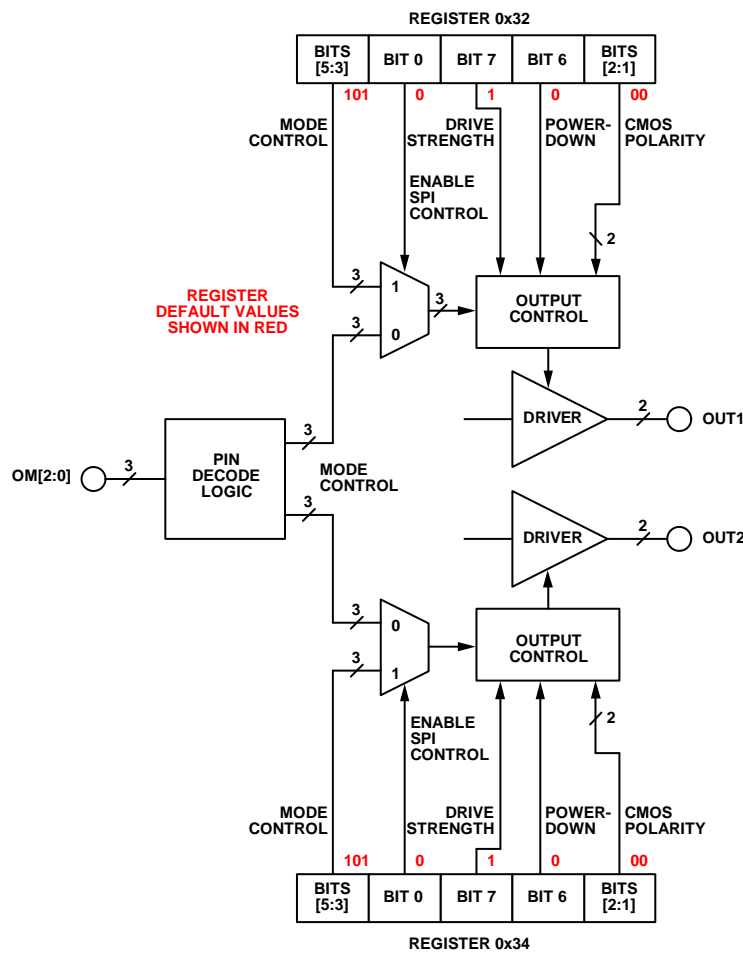 REGISTER 0x32
BITS [5:3]
BIT 0
BIT 7
BIT 6
BITS [2:1]
101
0
1
0
00
MODE
CONTROL
DRIVE
STRENGTH
POWER-
DOWN
CMOS
POLARITY
ENABLE
SPI
CONTROL
2
3
1
3
0
3
OUTPUT
CONTROL
REGISTER
DEFAULT VALUES
SHOWN IN RED
DRIVER
2
OUT1
3
OM[2:0]
3
PIN
DECODE
LOGIC
MODE
CONTROL
3
DRIVER
2
OUT2
3
0
3
1
OUTPUT
CONTROL
2
ENABLE
SPI
CONTROL
MODE
CONTROL
DRIVE
STRENGTH
POWER-
DOWN
CMOS
POLARITY
101
0
1
0
00
BITS
[5:3]
BIT 0
BIT 7
BIT 6
BITS
[2:1]
REGISTER 0x34